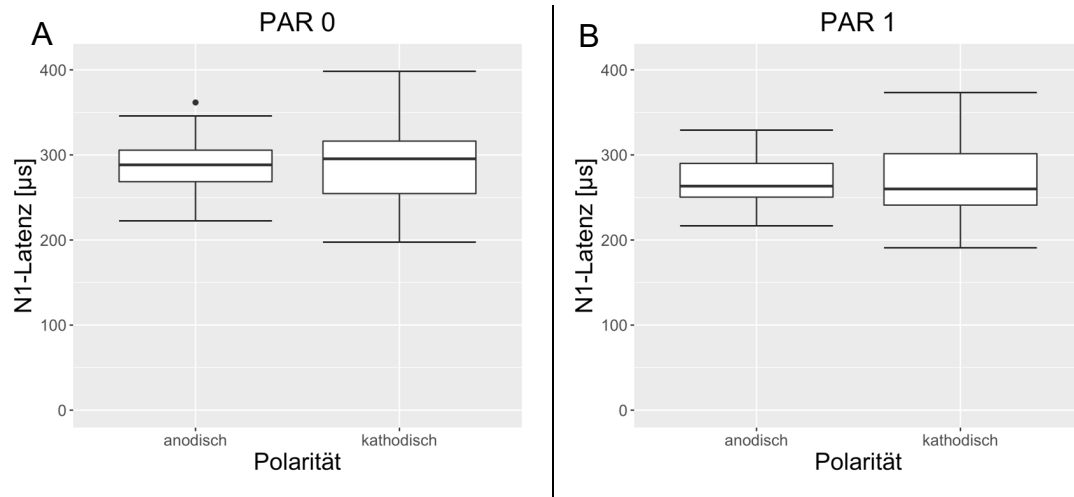 A
PAR 0
N1-Latenz [µs]
400
300
200
100
0
anodisch
kathodisch
Polarität
B
PAR 1
N1-Latenz [µs]
400
300
200
100
0
anodisch
kathodisch
Polarität